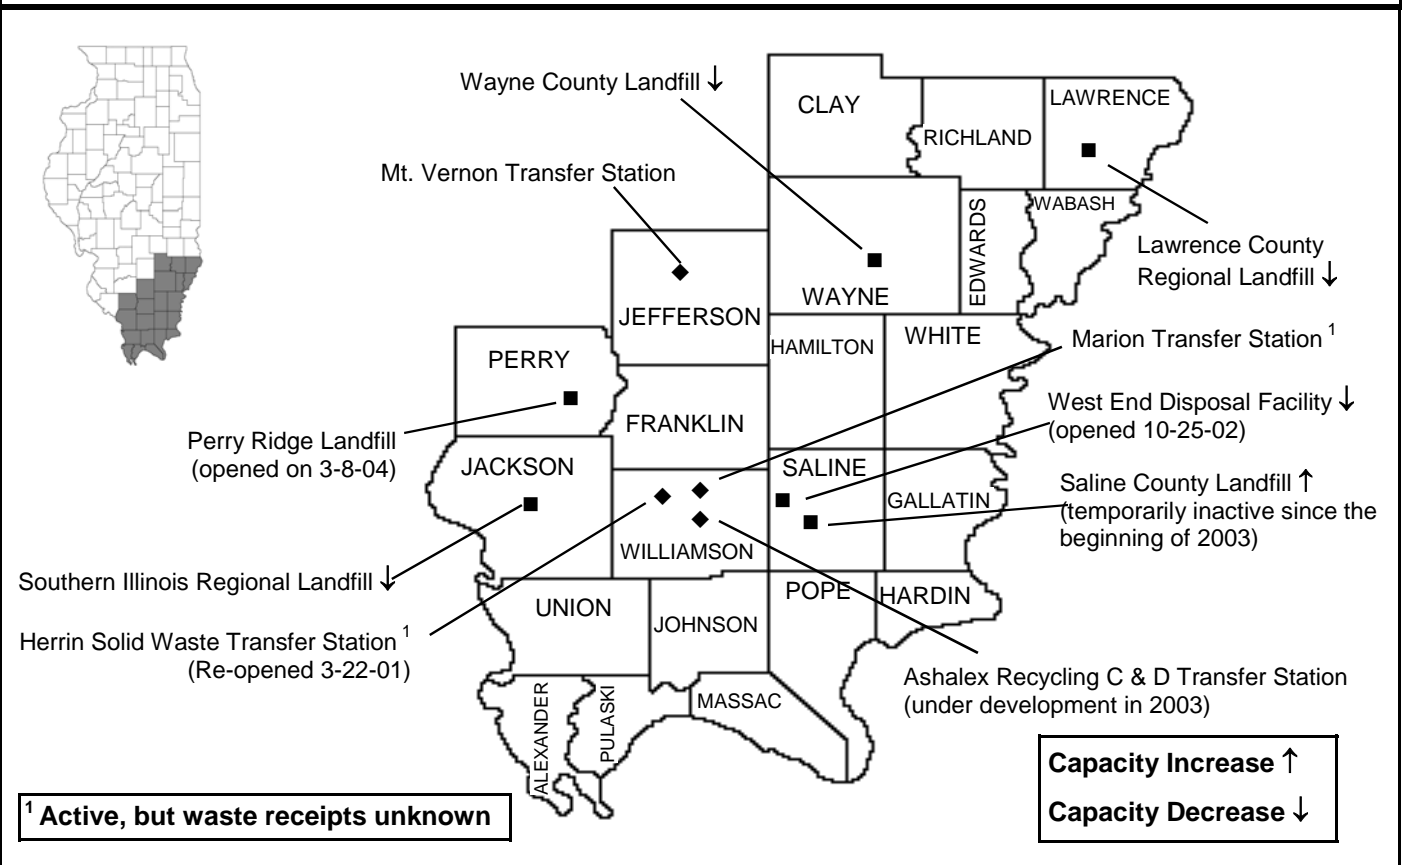 Wayne County Landfill ↓
CLAY
LAWRENCE
RICHLAND
Mt. Vernon Transfer Station
WABASH
EDWARDS
Lawrence County
Regional Landfill ↓
WAYNE
JEFFERSON
WHITE
Marion Transfer Station 1
HAMILTON
PERRY
West End Disposal Facility ↓
(opened 10-25-02)
FRANKLIN
Perry Ridge Landfill
(opened on 3-8-04)
JACKSON
SALINE
Saline County Landfill ↑
(temporarily inactive since the
beginning of 2003)
GALLATIN
WILLIAMSON
Southern Illinois Regional Landfill ↓
POPE
HARDIN
UNION
JOHNSON
Herrin Solid Waste Transfer Station 1
(Re-opened 3-22-01)
Ashalex Recycling C & D Transfer Station
(under development in 2003)
MASSAC
ALEXANDER
PULASKI
Capacity Increase ↑
Capacity Decrease ↓
1 Active, but waste receipts unknown